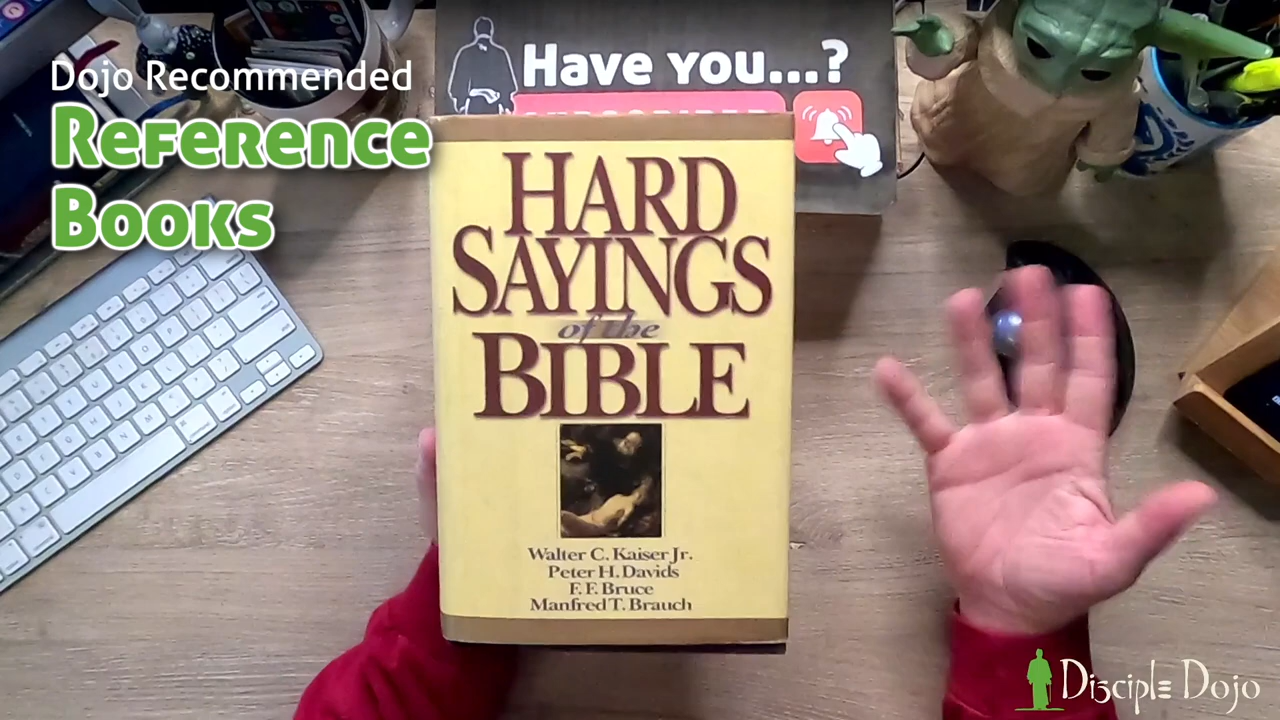 Dojo Recommended
Reference
Books
Have you...?
HARD
SAYINGS
of the
BIBLE
Walter C. Kaiser Jr.
Peter H. Davids
F. F. Bruce
Manfred T. Brauch
Disciple Dojo